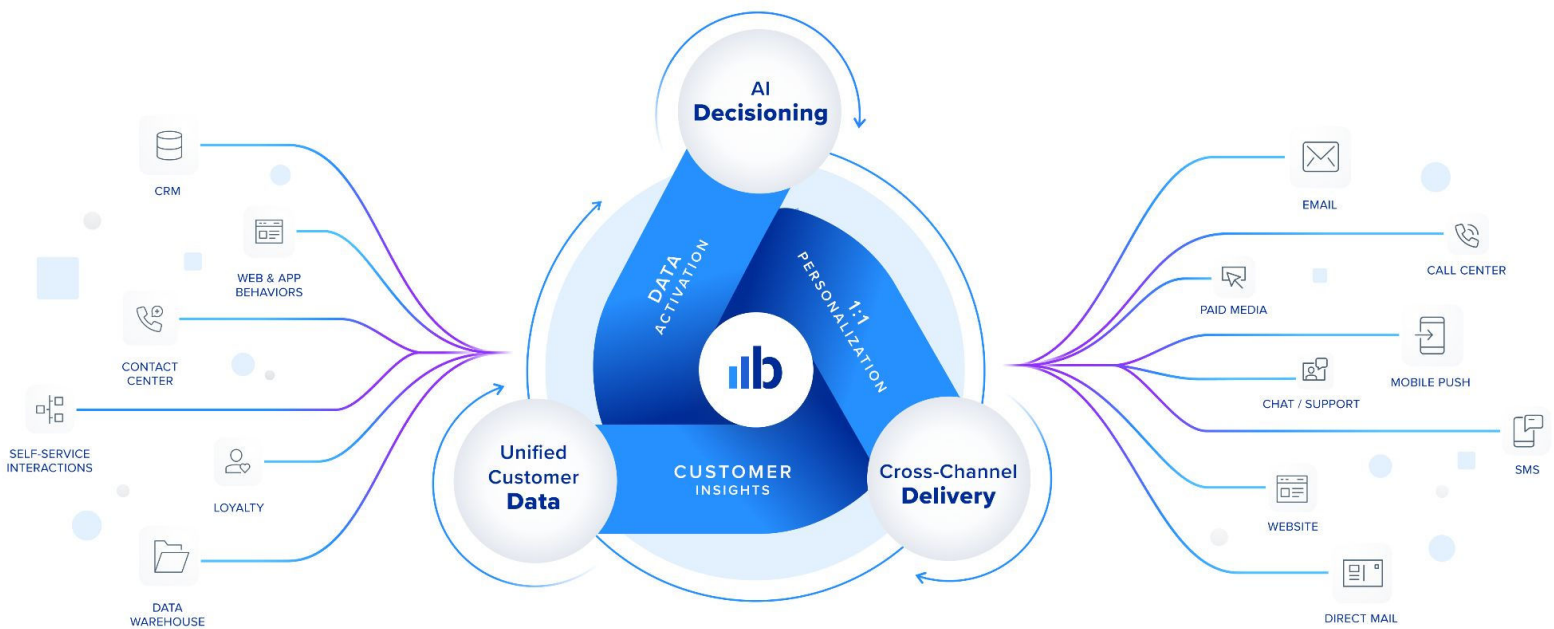 CRM
WEB & APP
BEHAVIORS
CONTACT
CENTER
SELF-SERVICE
INTERACTIONS
LOYALTY
DATA
WAREHOUSE
AI
Decisioning
DATA
ACTIVATION
1:1
PERSONALIZATION
b
Unified
Customer
Data
CUSTOMER
INSIGHTS
Cross-Channel
Delivery
EMAIL
CALL CENTER
PAID MEDIA
MOBILE PUSH
CHAT / SUPPORT
SMS
WEBSITE
DIRECT MAIL